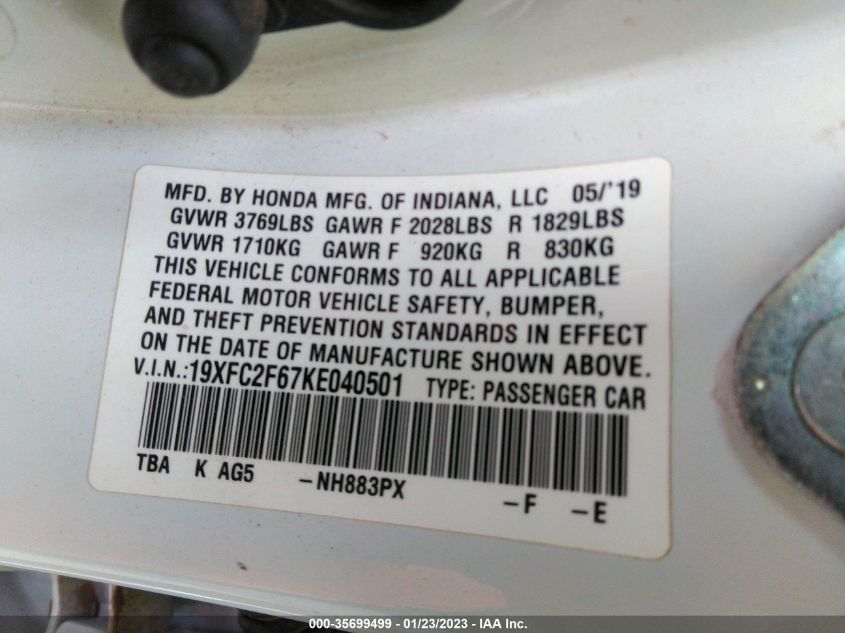 MFD. BY HONDA MFG. OF INDIANA, LLC 05/'19
GVWR 3769LBS GAWR F 2028LBS R 1829LBS
GVWR 1710KG GAWR F 920KG R 830KG
THIS VEHICLE CONFORMS TO ALL APPLICABLE
FEDERAL MOTOR VEHICLE SAFETY, BUMPER,
AND THEFT PREVENTION STANDARDS IN EFFECT
ON THE DATE OF MANUFACTURE SHOWN ABOVE.
V.I.N.:19XFC2F67KE040501 TYPE: PASSENGER CAR
TBA K AG5 -NH883PX -F -E
000-35699499 - 01/23/2023 - IAA Inc.